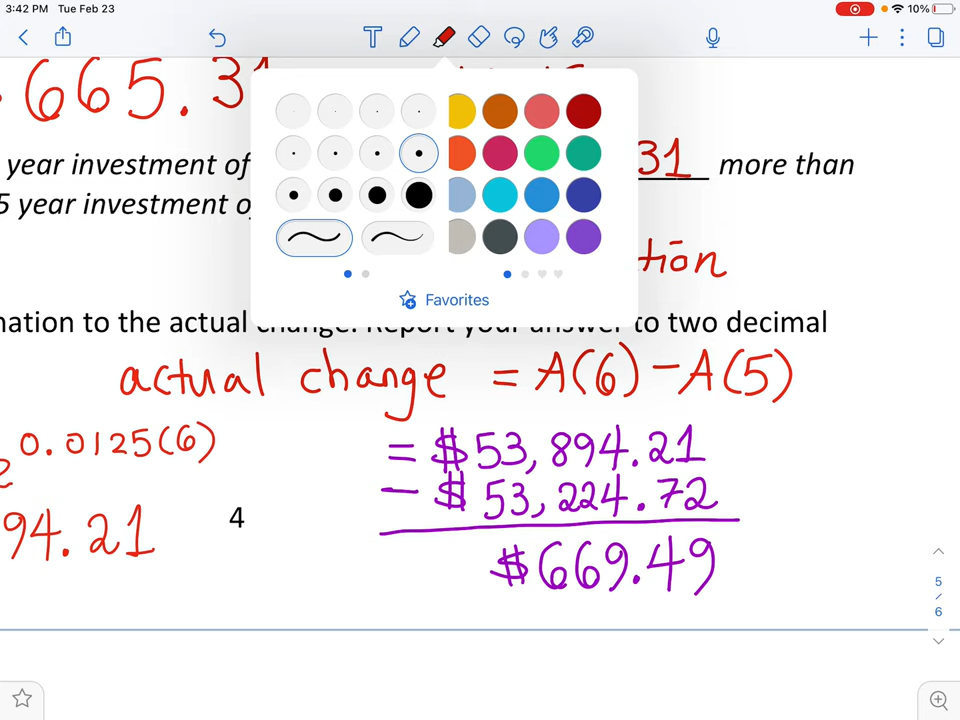 3:42 PM Tue Feb 23
10%
665.31
year investment of
31 more than
5 year investment
tion
Favorites
nation to the actual change. Report your answer to two decimal
actual change = A(6) - A(5)
e^0.0125(6)
= $53,894.21
- $53,224.72
94.21
4
$669.49
5
/
6